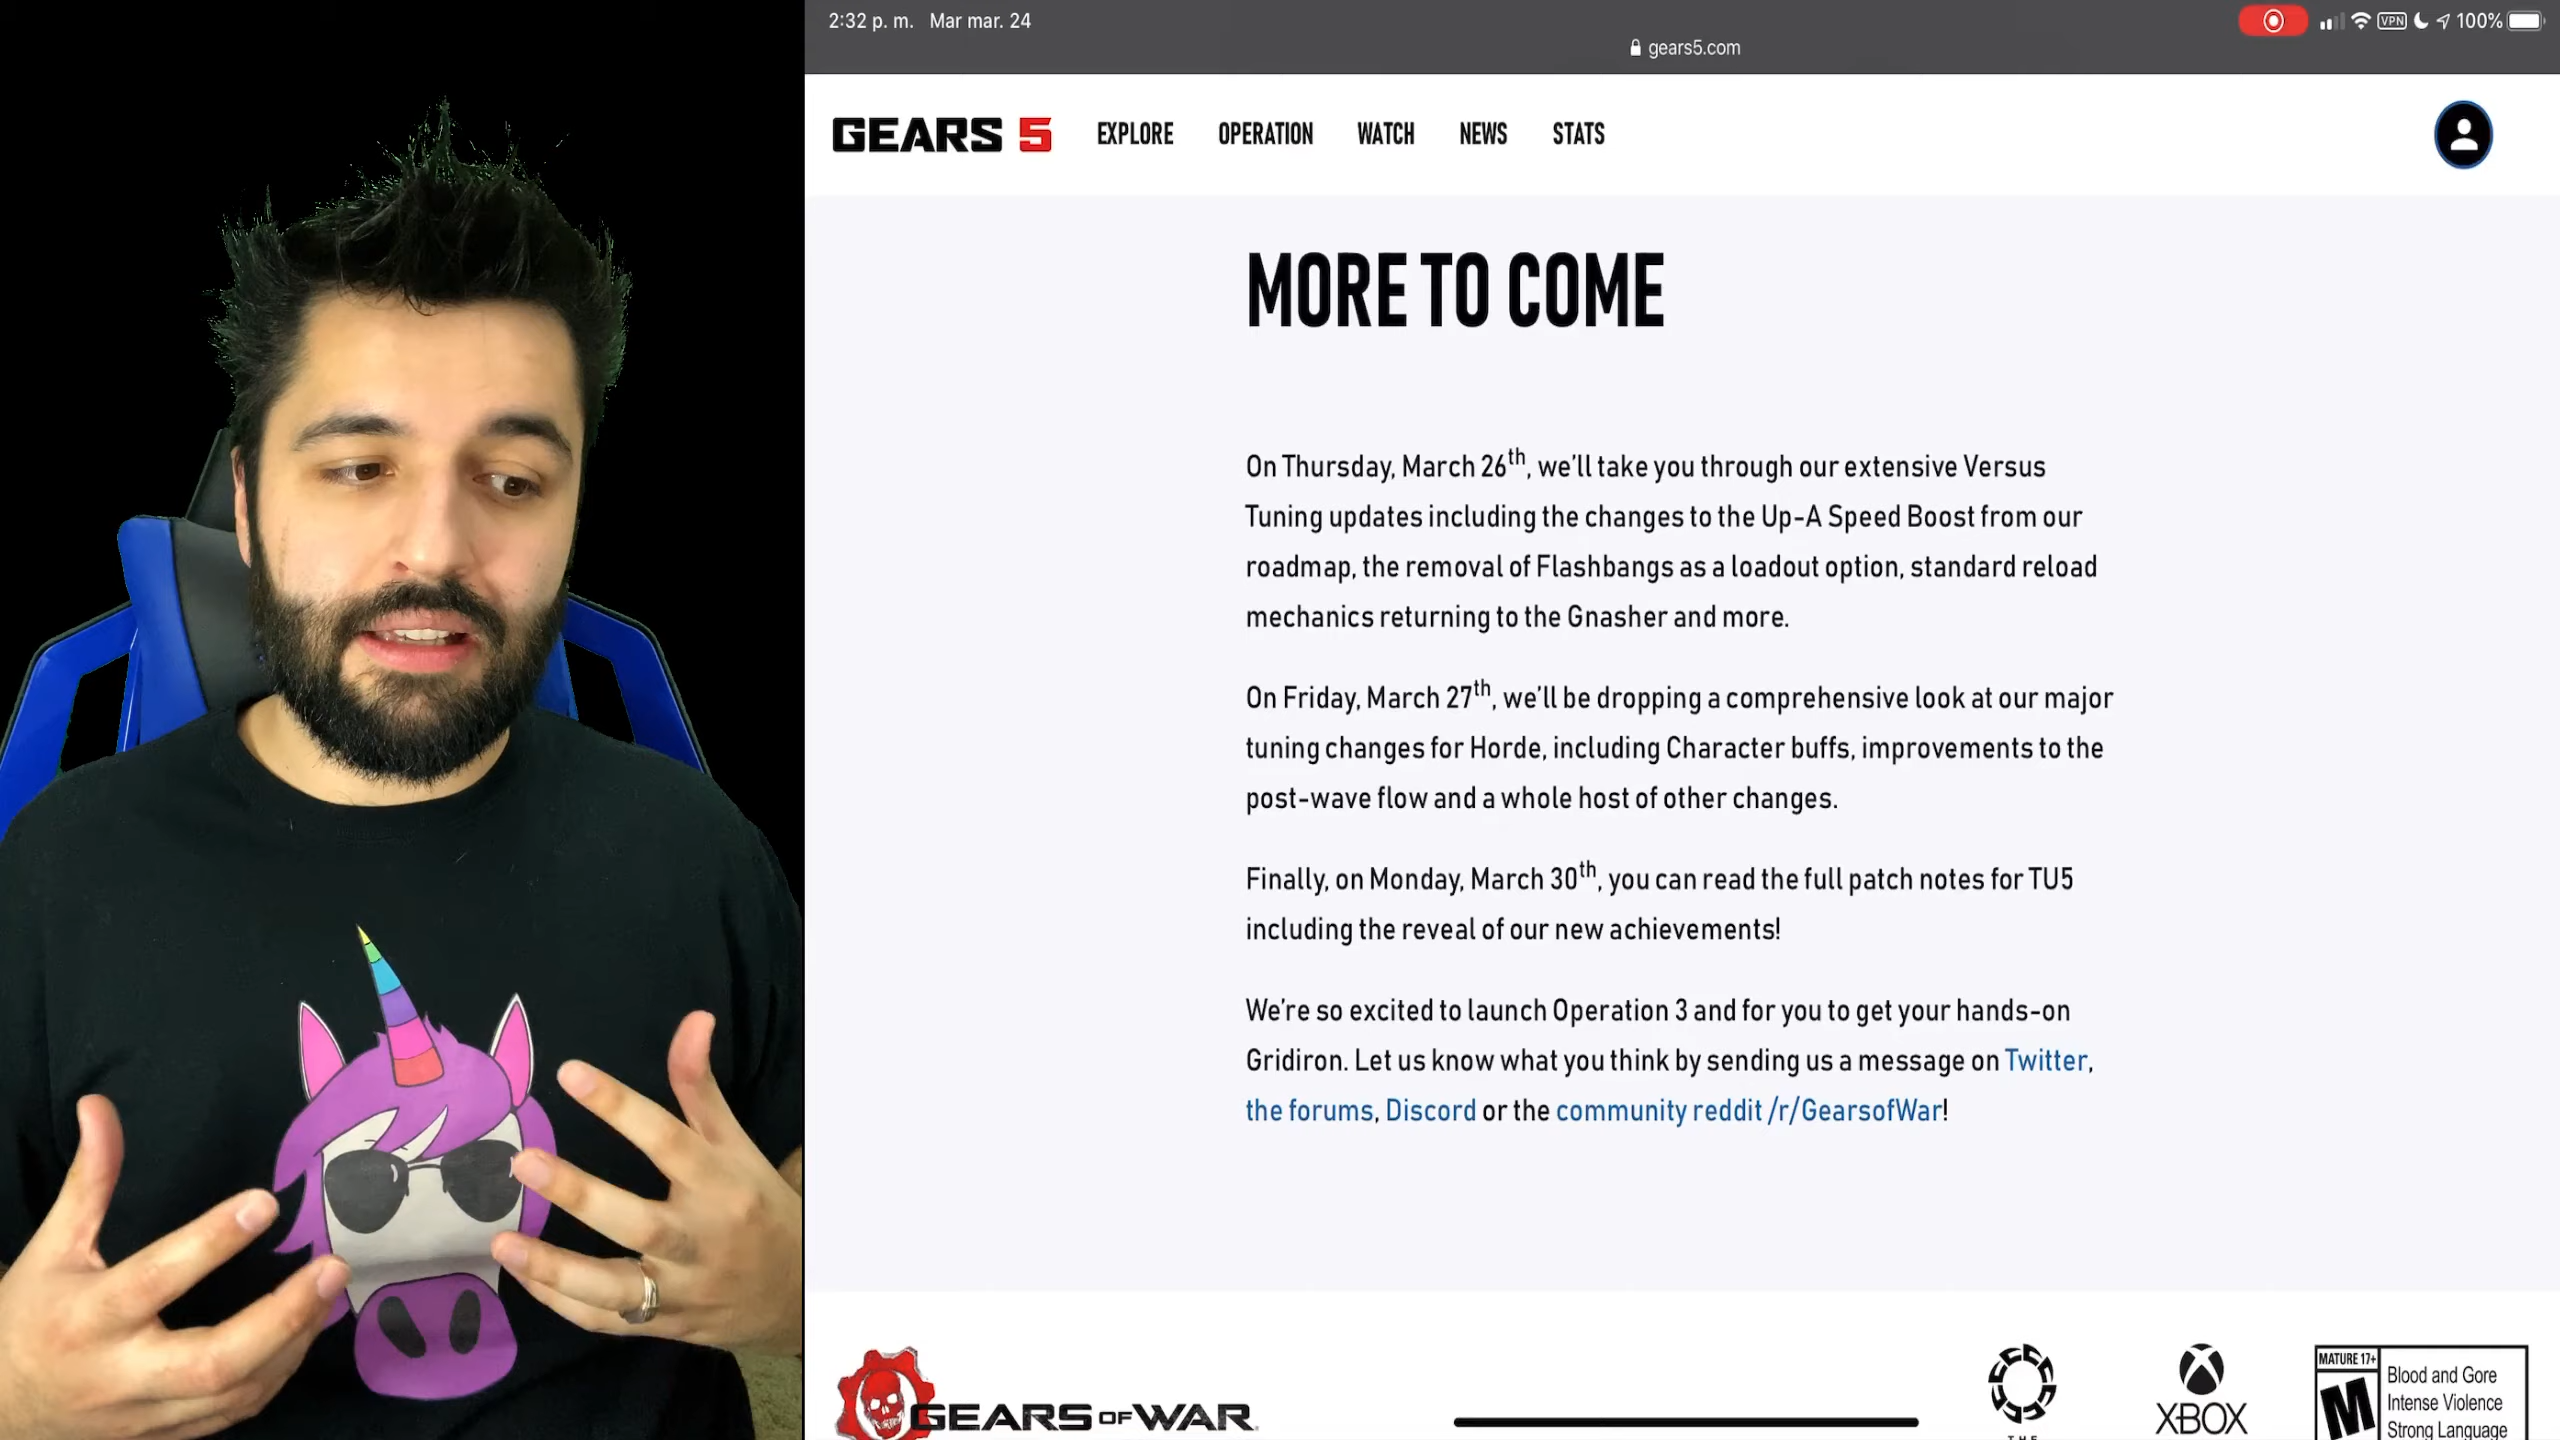 2:32 p. m. Mar mar. 24
VPN 100%
gears5.com
GEARS 5 EXPLORE OPERATION WATCH NEWS STATS
MORE TO COME
On Thursday, March 26th, we'll take you through our extensive Versus
Tuning updates including the changes to the Up-A Speed Boost from our
roadmap, the removal of Flashbangs as a loadout option, standard reload
mechanics returning to the Gnasher and more.
On Friday, March 27th, we'll be dropping a comprehensive look at our major
tuning changes for Horde, including Character buffs, improvements to the
post-wave flow and a whole host of other changes.
Finally, on Monday, March 30th, you can read the full patch notes for TU5
including the reveal of our new achievements!
We're so excited to launch Operation 3 and for you to get your hands-on
Gridiron. Let us know what you think by sending us a message on Twitter,
the forums, Discord or the community reddit /r/GearsofWar!
GEARS OF WAR
THE
XBOX
MATURE 17+
M
Blood and Gore
Intense Violence
Strong Language